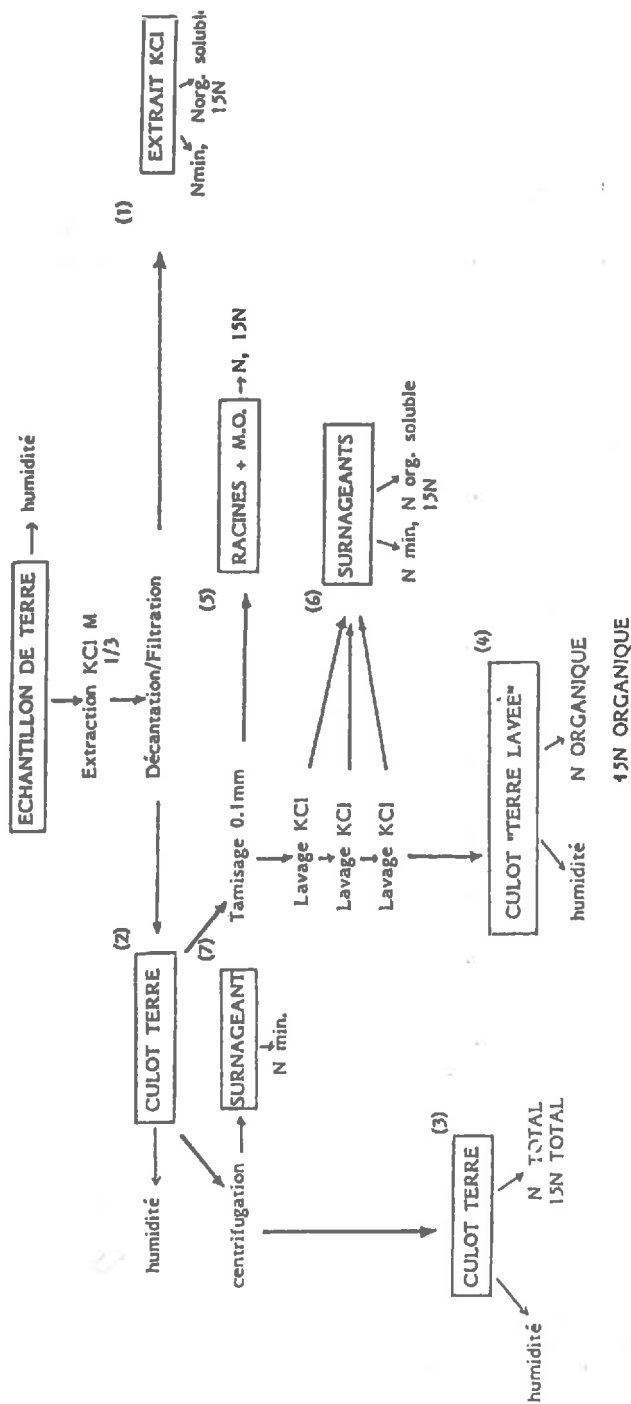 ECHANTILLON DE TERRE → humidité
Extraction KCl M
1/3
Décantation/Filtration
(1)
EXTRAIT KCl
Nmin, Norg. soluble
15N
(2)
CULOT TERRE
humidité
(7)
SURNAGEANT
N min.
centrifugation
(3)
CULOT TERRE
humidité
N TOTAL
15N TOTAL
Tamisage 0.1mm
(5)
RACINES + M.O. → N, 15N
Lavage KCl
Lavage KCl
Lavage KCl
(6)
SURNAGEANTS
N min, N org. soluble
15N
(4)
CULOT "TERRE LAVÉE"
humidité
N ORGANIQUE
15N ORGANIQUE